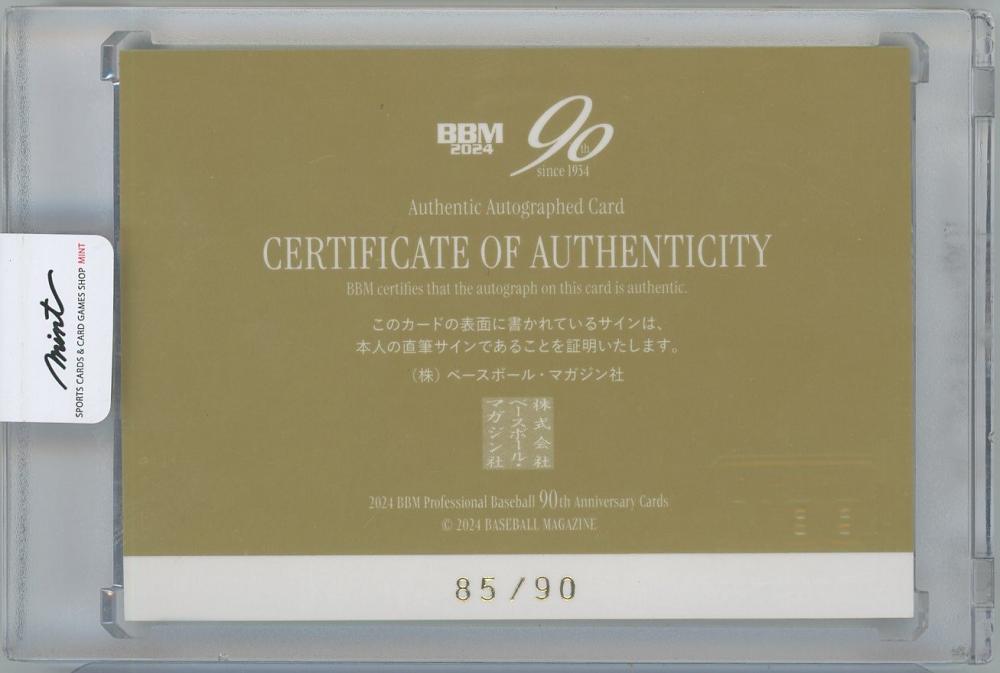 BBM
2024
90th
since 1934
Authentic Autographed Card
CERTIFICATE OF AUTHENTICITY
BBM certifies that the autograph on this card is authentic.
このカードの表面に書かれているサインは、
本人の直筆サインであることを証明いたします。
（株）ベースボール・マガジン社
株式会社
ベースボール・
マガジン社
2024 BBM Professional Baseball 90th Anniversary Cards
© 2024 BASEBALL MAGAZINE
85/90
mint
SPORTS CARDS & CARD GAMES SHOP MINT